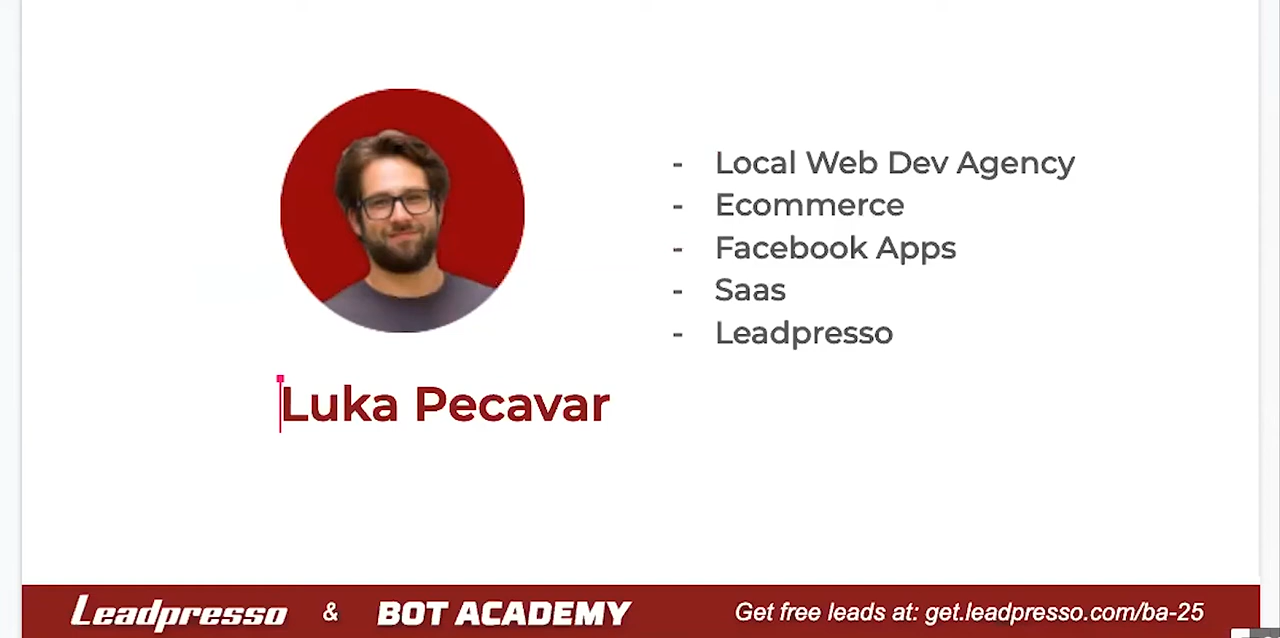 - Local Web Dev Agency
- Ecommerce
- Facebook Apps
- Saas
- Leadpresso
Luka Pecavar
Leadpresso & BOT ACADEMY Get free leads at: get.leadpresso.com/ba-25